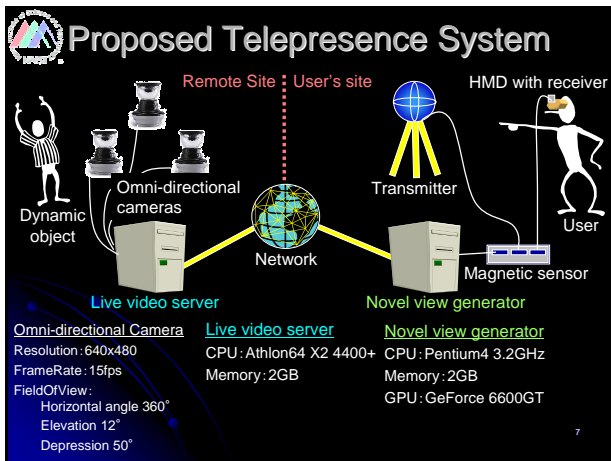 Proposed Telepresence System
Remote Site
User's site
HMD with receiver
Omni-directional
cameras
Transmitter
Dynamic
object
User
Network
Magnetic sensor
Live video server
Novel view generator
Omni-directional Camera
Resolution:640x480
FrameRate:15fps
FieldOfView:
Horizontal angle 360°
Elevation 12°
Depression 50°
Live video server
CPU:Athlon64 X2 4400+
Memory:2GB
Novel view generator
CPU:Pentium4 3.2GHz
Memory:2GB
GPU:GeForce 6600GT
7